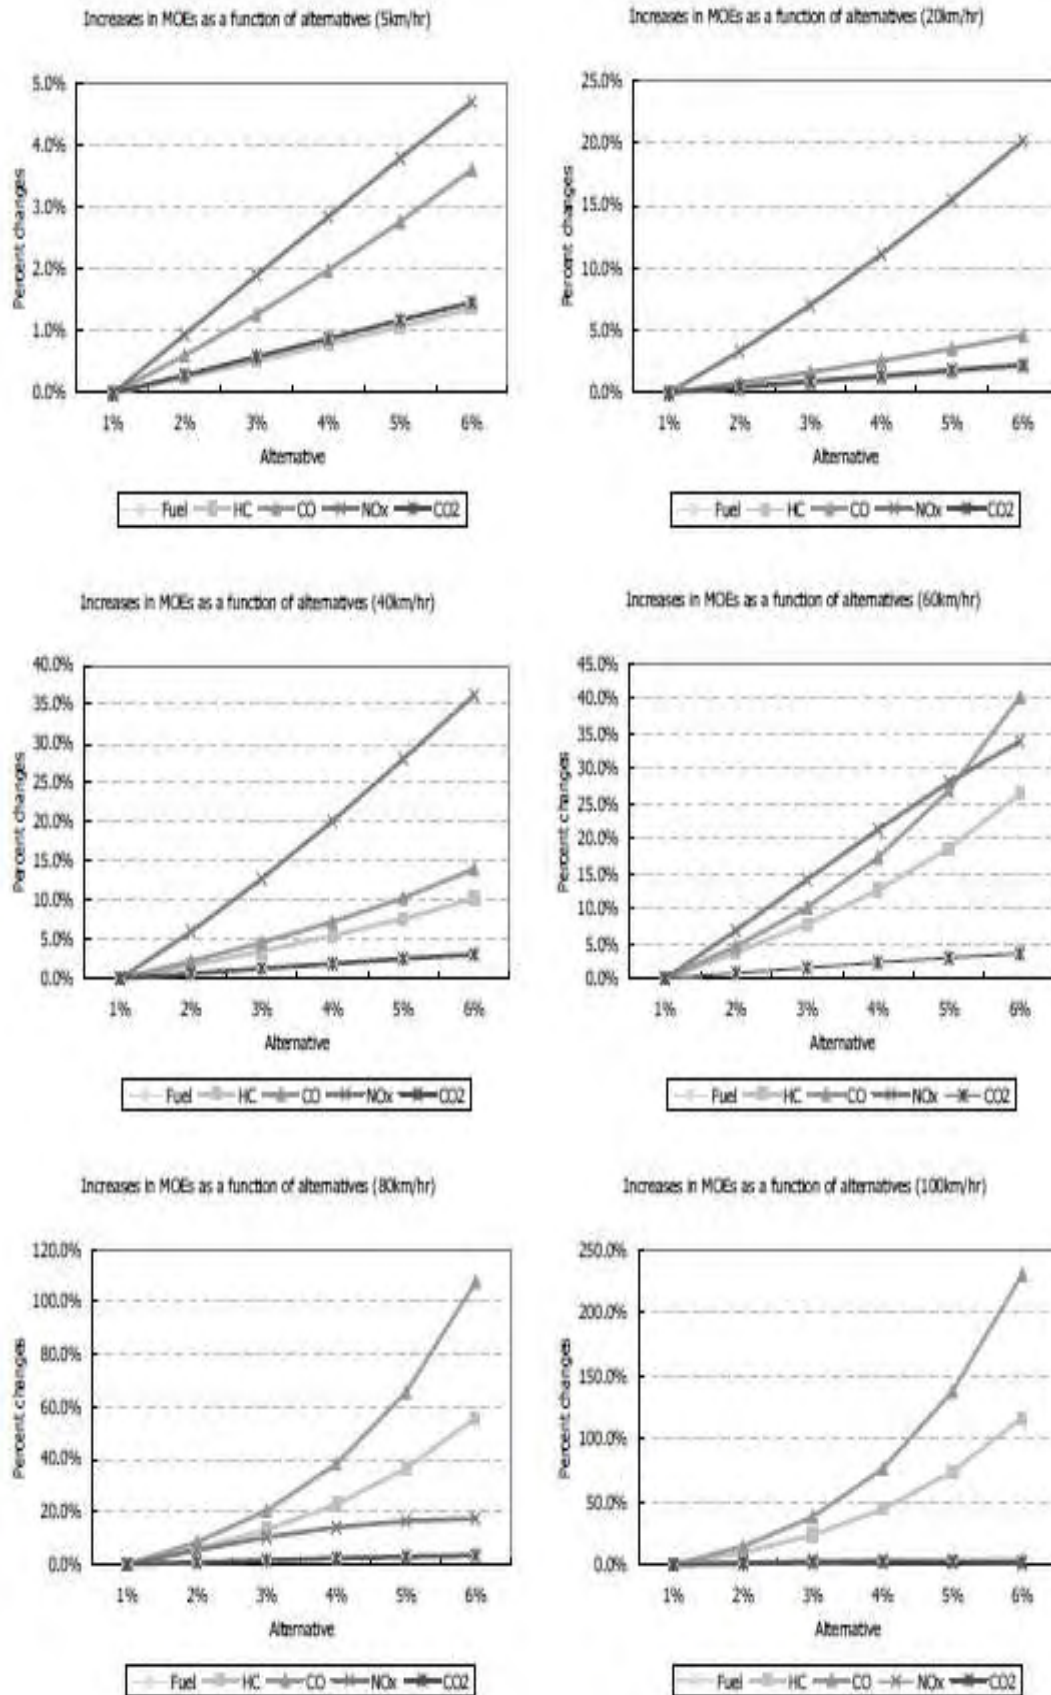 Increases in MOEs as a function of alternatives (5km/hr)
5.0%
4.0%
3.0%
2.0%
1.0%
0.0%
Percent changes
1% 2% 3% 4% 5% 6%
Alternative
Fuel HC CO NOx CO2
Increases in MOEs as a function of alternatives (20km/hr)
25.0%
20.0%
15.0%
10.0%
5.0%
0.0%
Percent changes
1% 2% 3% 4% 5% 6%
Alternative
Fuel HC CO NOx CO2
Increases in MOEs as a function of alternatives (40km/hr)
40.0%
35.0%
30.0%
25.0%
20.0%
15.0%
10.0%
5.0%
0.0%
Percent changes
1% 2% 3% 4% 5% 6%
Alternative
Fuel HC CO NOx CO2
Increases in MOEs as a function of alternatives (60km/hr)
45.0%
40.0%
35.0%
30.0%
25.0%
20.0%
15.0%
10.0%
5.0%
0.0%
Percent changes
1% 2% 3% 4% 5% 6%
Alternative
Fuel HC CO NOx CO2
Increases in MOEs as a function of alternatives (80km/hr)
120.0%
100.0%
80.0%
60.0%
40.0%
20.0%
0.0%
Percent changes
1% 2% 3% 4% 5% 6%
Alternative
Fuel HC CO NOx CO2
Increases in MOEs as a function of alternatives (100km/hr)
250.0%
200.0%
150.0%
100.0%
50.0%
0.0%
Percent changes
1% 2% 3% 4% 5% 6%
Alternative
Fuel HC CO NOx CO2